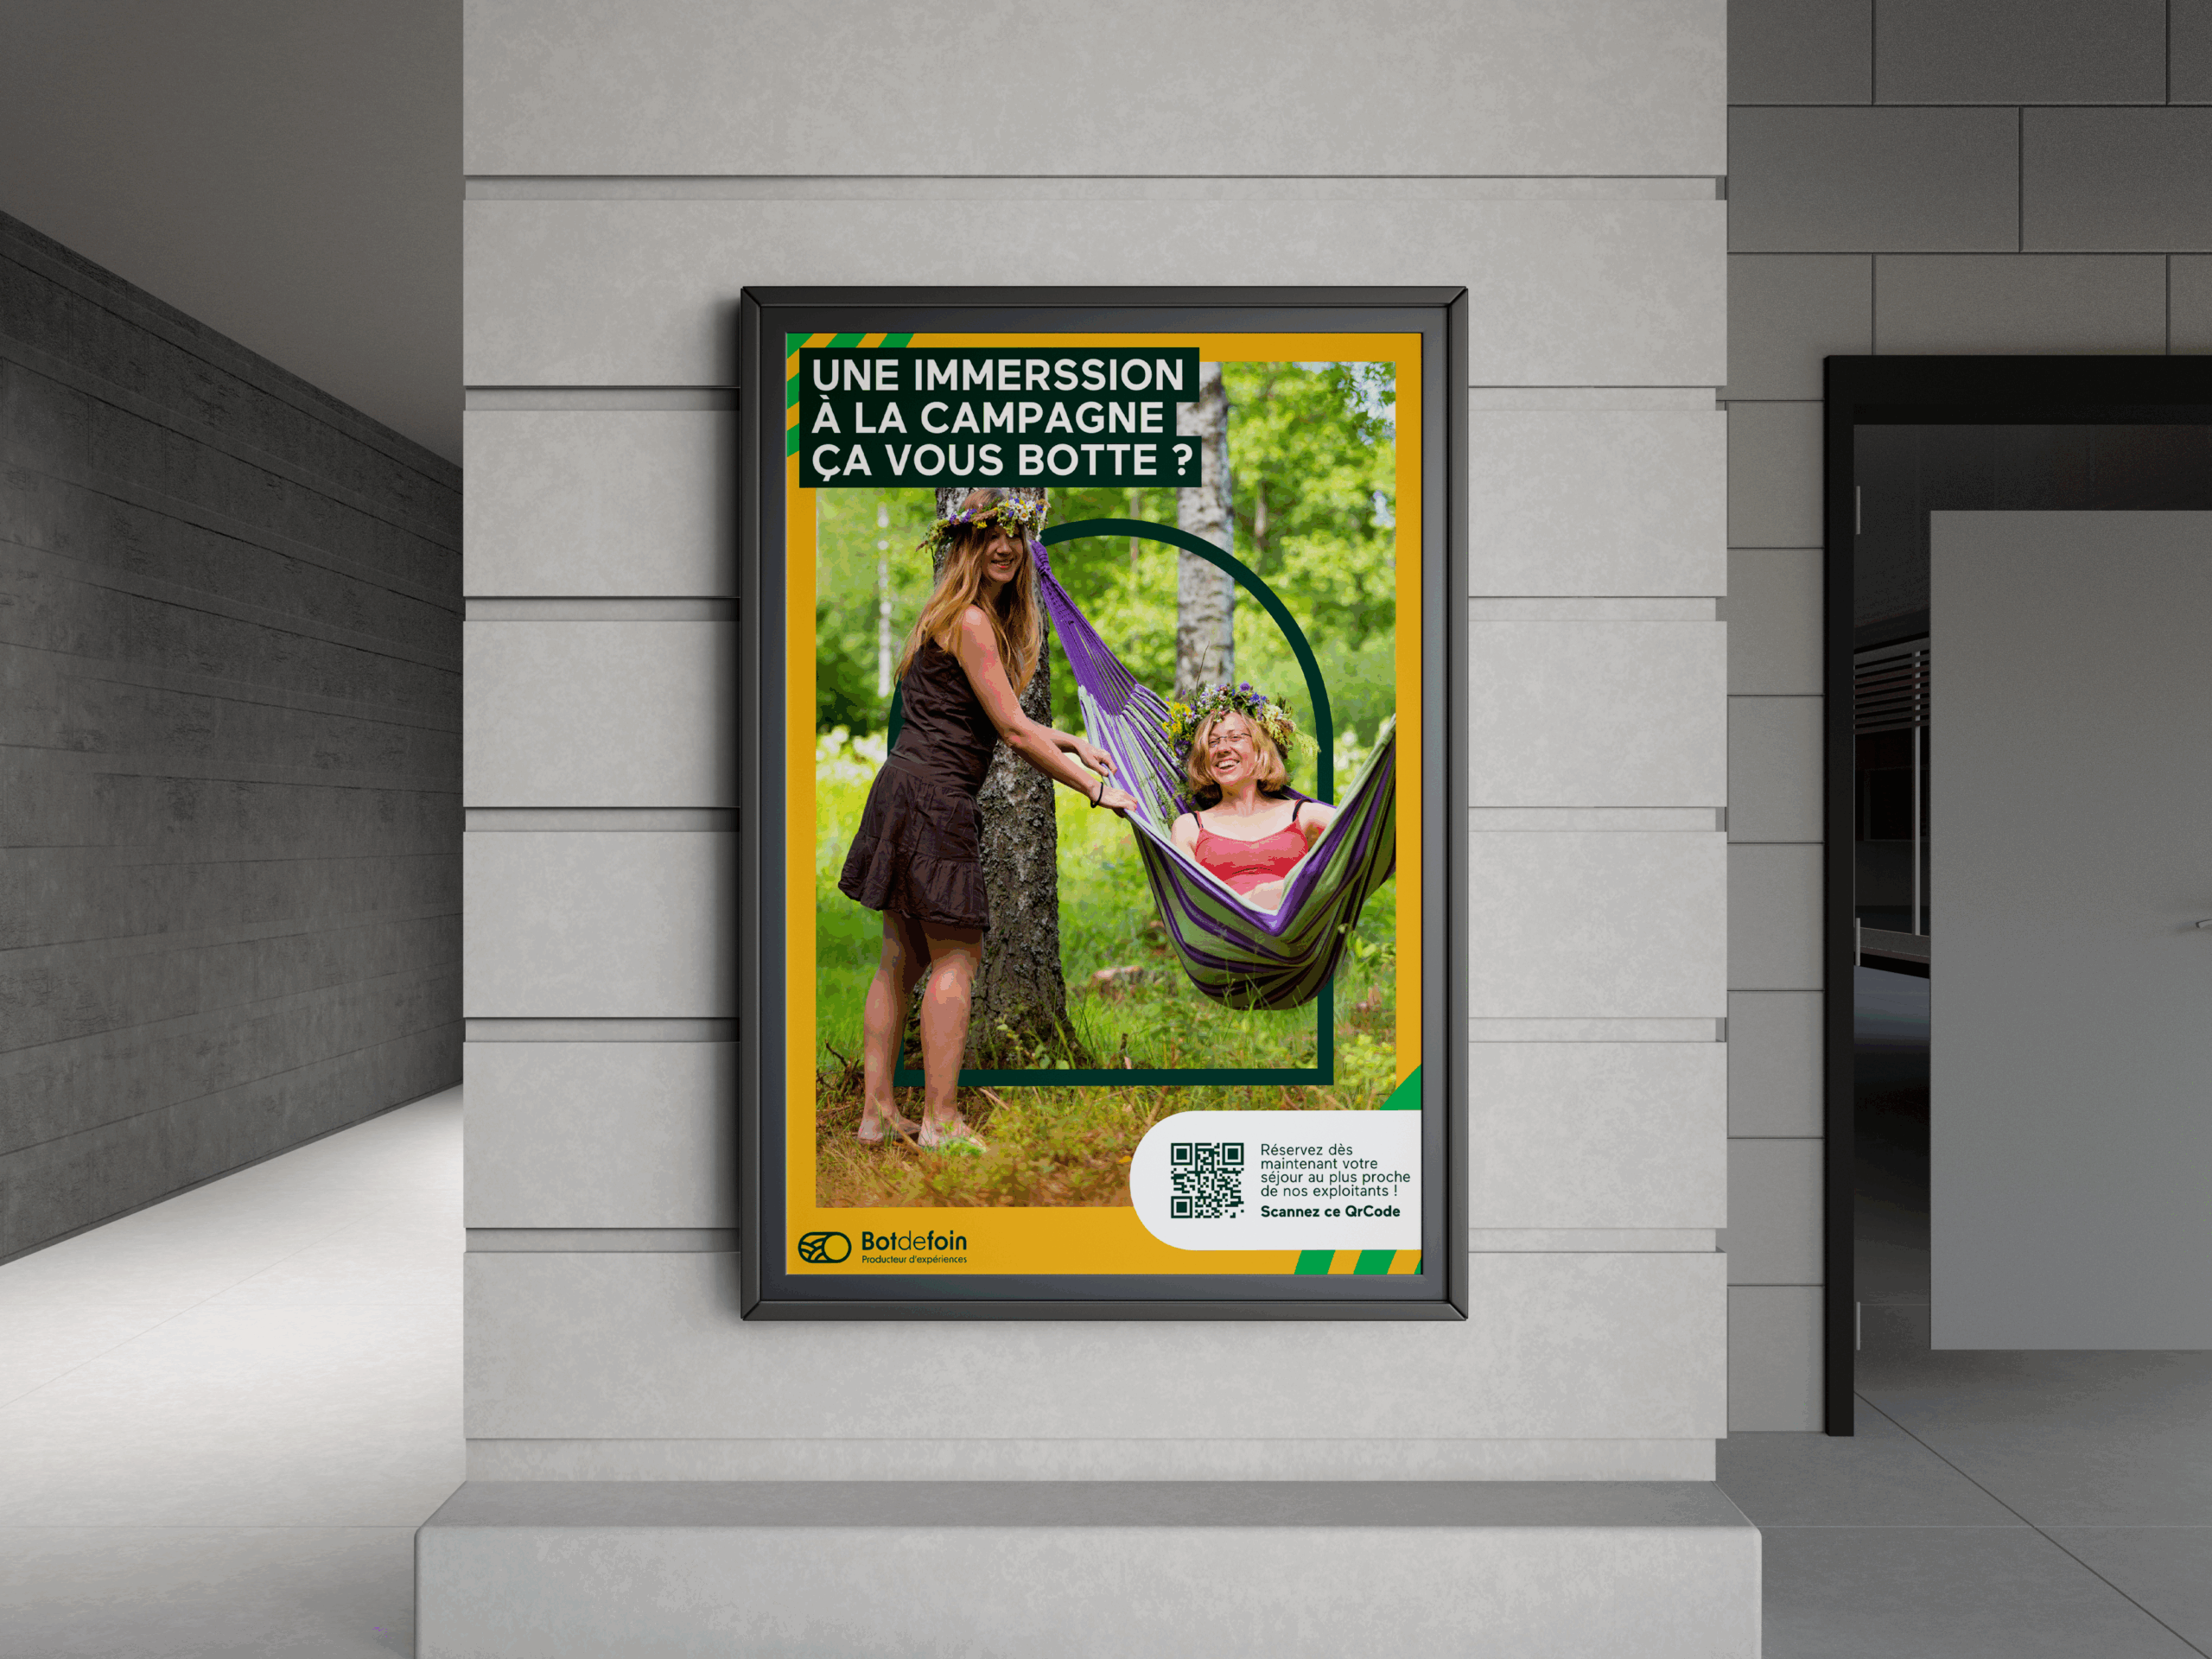 UNE IMMERSSION
À LA CAMPAGNE
ÇA VOUS BOTTE ?
Réservez dès
maintenant votre
séjour au plus proche
de nos exploitants !
Scannez ce QrCode
Botdefoin
Producteur d'expériences